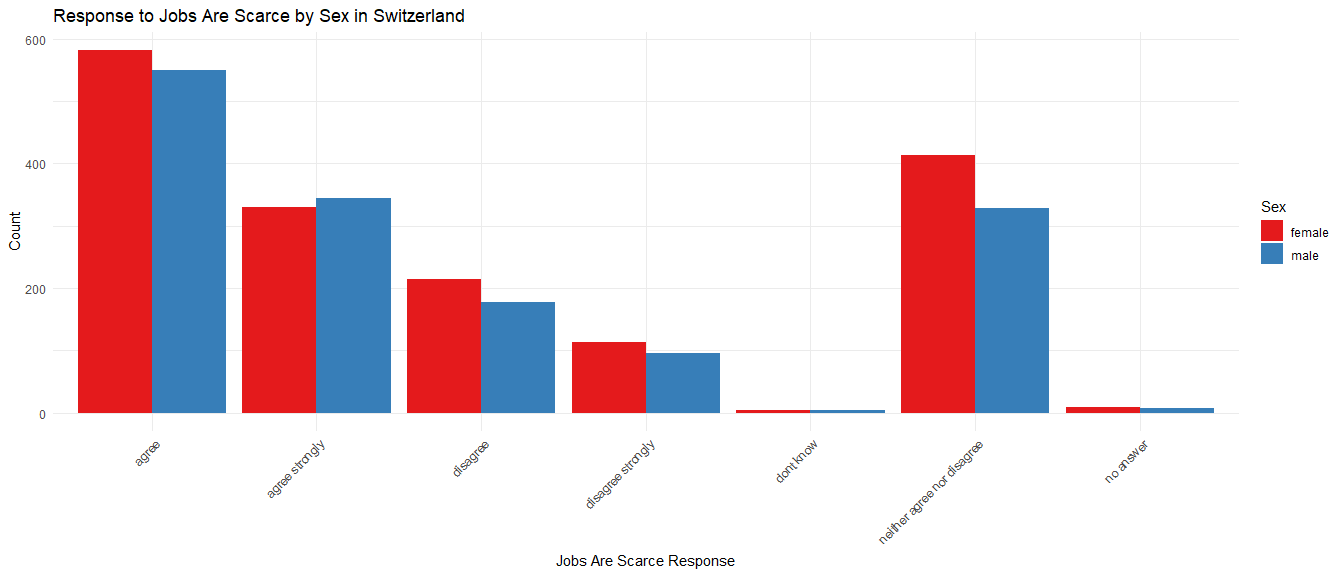 Response to Jobs Are Scarce by Sex in Switzerland
600
400
200
0
Count
agree
agree strongly
disagree
disagree strongly
dont know
neither agree nor disagree
no answer
Jobs Are Scarce Response
Sex
female
male